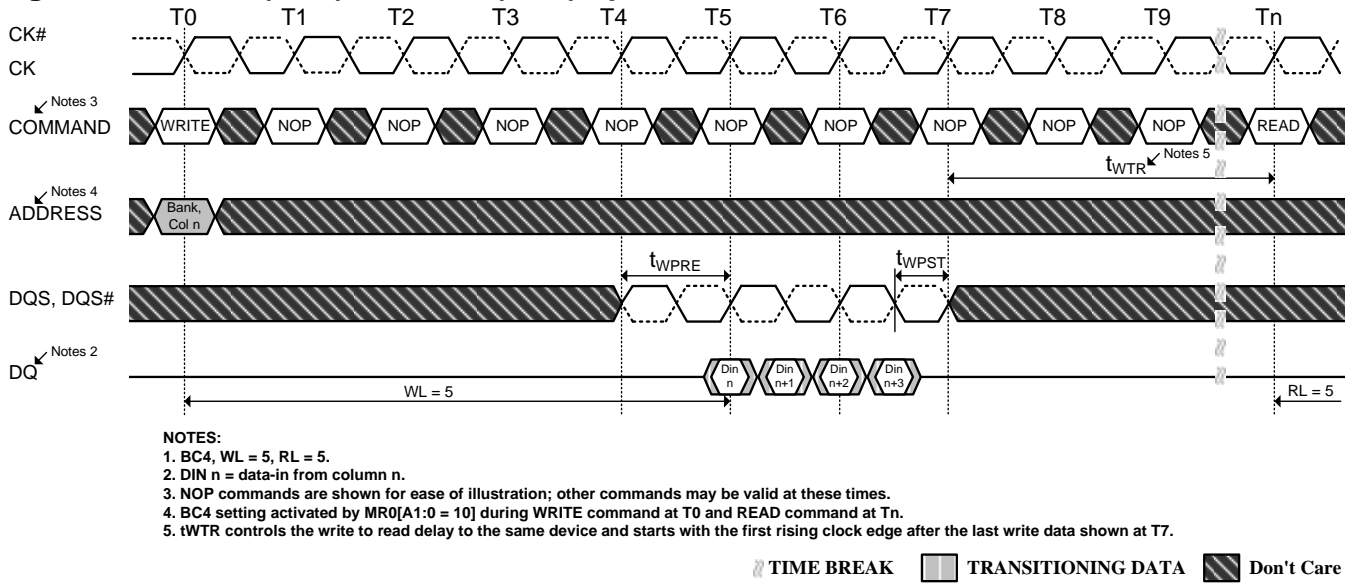 T0 T1 T2 T3 T4 T5 T6 T7 T8 T9 Tn
CK#
CK
Notes 3
COMMAND WRITE NOP NOP NOP NOP NOP NOP NOP NOP NOP READ
tWTR Notes 5
Notes 4
ADDRESS
Bank,
Col n
tWPRE tWPST
DQS, DQS#
Notes 2
DQ
Din
n
Din
n+1
Din
n+2
Din
n+3
WL = 5 RL = 5
NOTES:
1. BC4, WL = 5, RL = 5.
2. DIN n = data-in from column n.
3. NOP commands are shown for ease of illustration; other commands may be valid at these times.
4. BC4 setting activated by MR0[A1:0 = 10] during WRITE command at T0 and READ command at Tn.
5. tWTR controls the write to read delay to the same device and starts with the first rising clock edge after the last write data shown at T7.
TIME BREAK TRANSITIONING DATA Don't Care